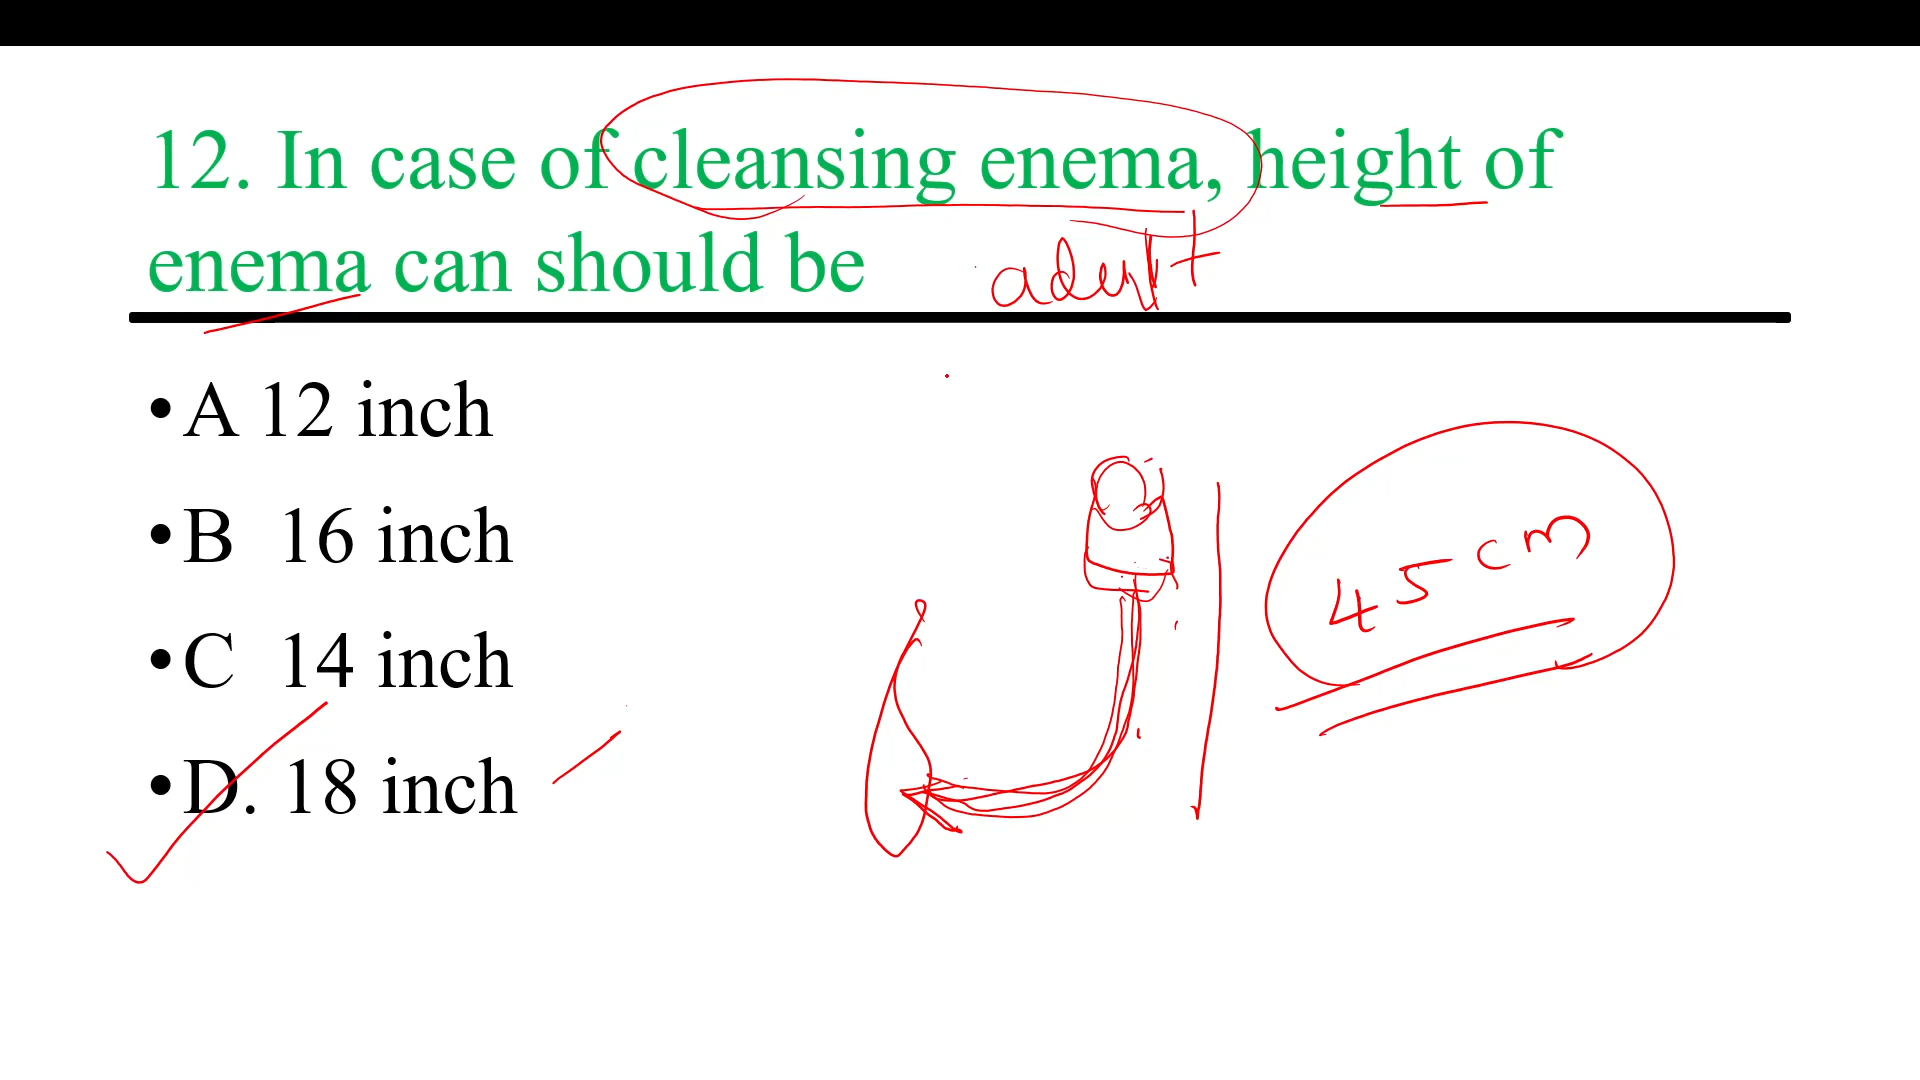 12. In case of cleansing enema, height of
enema can should be
adult
• A 12 inch
• B 16 inch
• C 14 inch
• D. 18 inch
45 cm